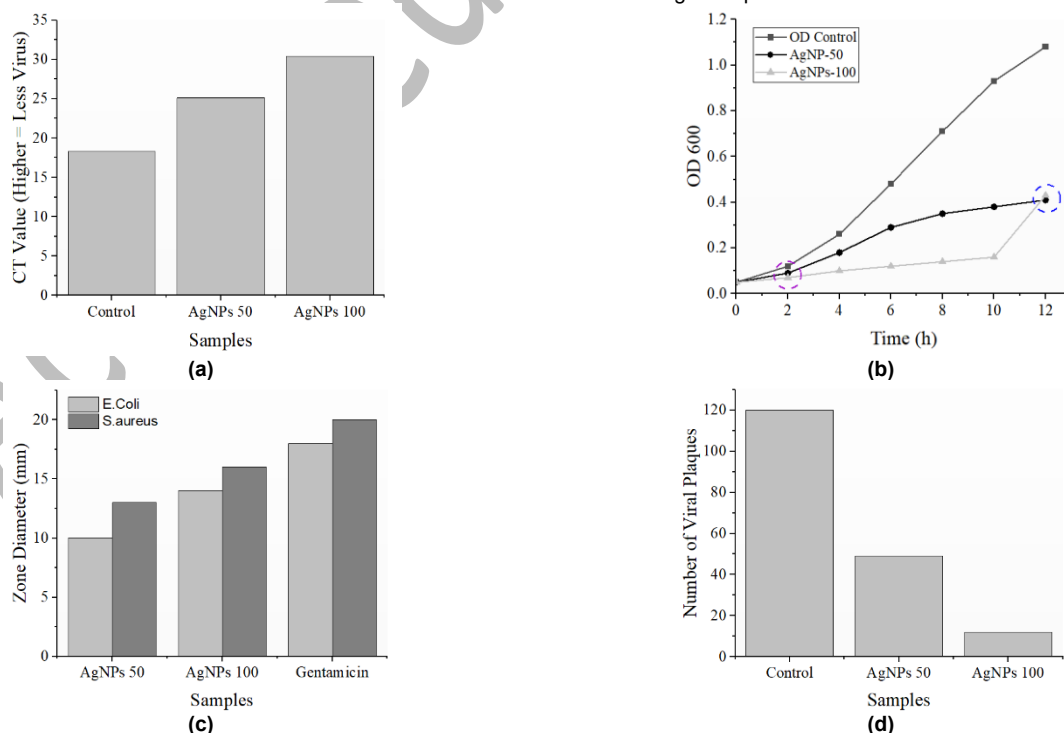 35
30
25
20
15
10
5
0
CT Value (Higher = Less Virus)
Control AgNPs 50 AgNPs 100
Samples
(a)
1.2
1.0
0.8
0.6
0.4
0.2
0.0
OD 600
OD Control
AgNP-50
AgNPs-100
0 2 4 6 8 10 12
Time (h)
(b)
20
15
10
5
0
Zone Diameter (mm)
E.Coli
S.aureus
AgNPs 50 AgNPs 100 Gentamicin
Samples
(c)
120
100
80
60
40
20
0
Number of Viral Plaques
Control AgNPs 50 AgNPs 100
Samples
(d)